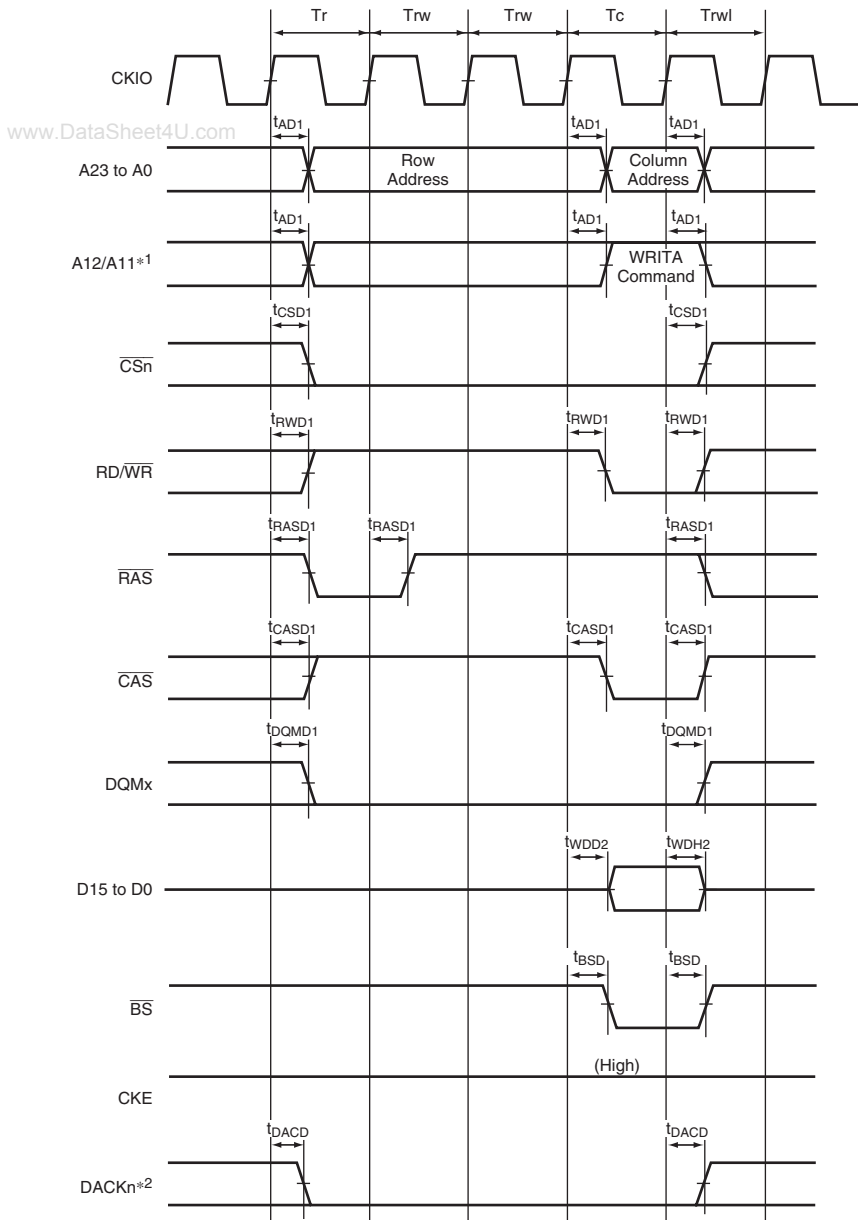 Tr Trw Trw Tc Trwl
CKIO
www.DataSheet4U.com
tAD1 tAD1 tAD1
A23 to A0 Row Address Column Address
tAD1 tAD1 tAD1
A12/A11*1 WRITA Command
tCSD1 tCSD1
CSn
tRWD1 tRWD1 tRWD1
RD/WR
tRASD1 tRASD1 tRASD1
RAS
tCASD1 tCASD1 tCASD1
CAS
tDQMD1 tDQMD1
DQMx
tWDD2 tWDH2
D15 to D0
tBSD tBSD
BS
(High)
CKE
tDACD tDACD
DACKn*2